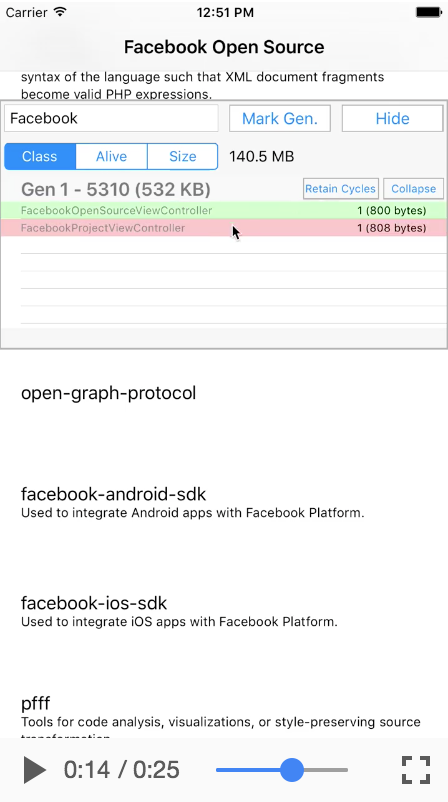 Carrier 12:51 PM
Facebook Open Source
syntax of the language such that XML document fragments
become valid PHP expressions.
Facebook Mark Gen. Hide
Class Alive Size 140.5 MB
Gen 1 - 5310 (532 KB) Retain Cycles Collapse
FacebookOpenSourceViewController 1 (800 bytes)
FacebookProjectViewController 1 (808 bytes)
open-graph-protocol
facebook-android-sdk
Used to integrate Android apps with Facebook Platform.
facebook-ios-sdk
Used to integrate iOS apps with Facebook Platform.
pfff
Tools for code analysis, visualizations, or style-preserving source
transformation
0:14 / 0:25